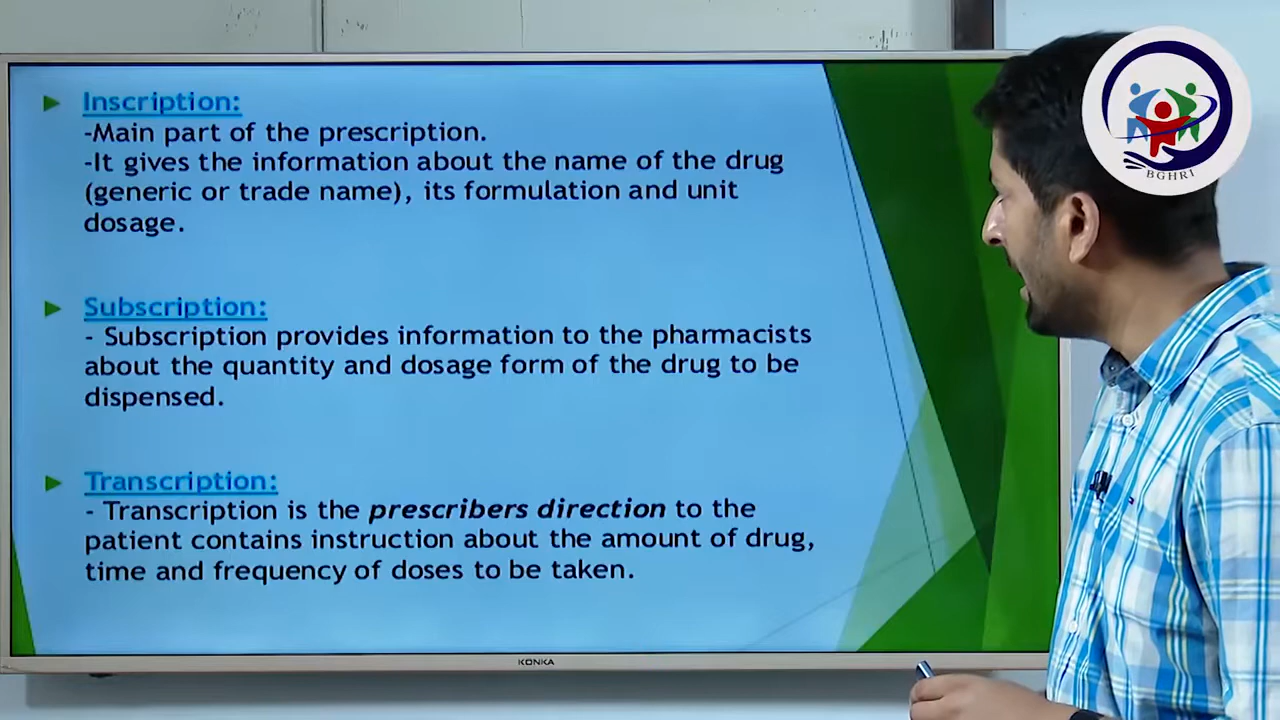 Inscription:
-Main part of the prescription.
-It gives the information about the name of the drug
(generic or trade name), its formulation and unit
dosage.
Subscription:
- Subscription provides information to the pharmacists
about the quantity and dosage form of the drug to be
dispensed.
Transcription:
- Transcription is the prescribers direction to the
patient contains instruction about the amount of drug,
time and frequency of doses to be taken.
KONKA
BGHRI